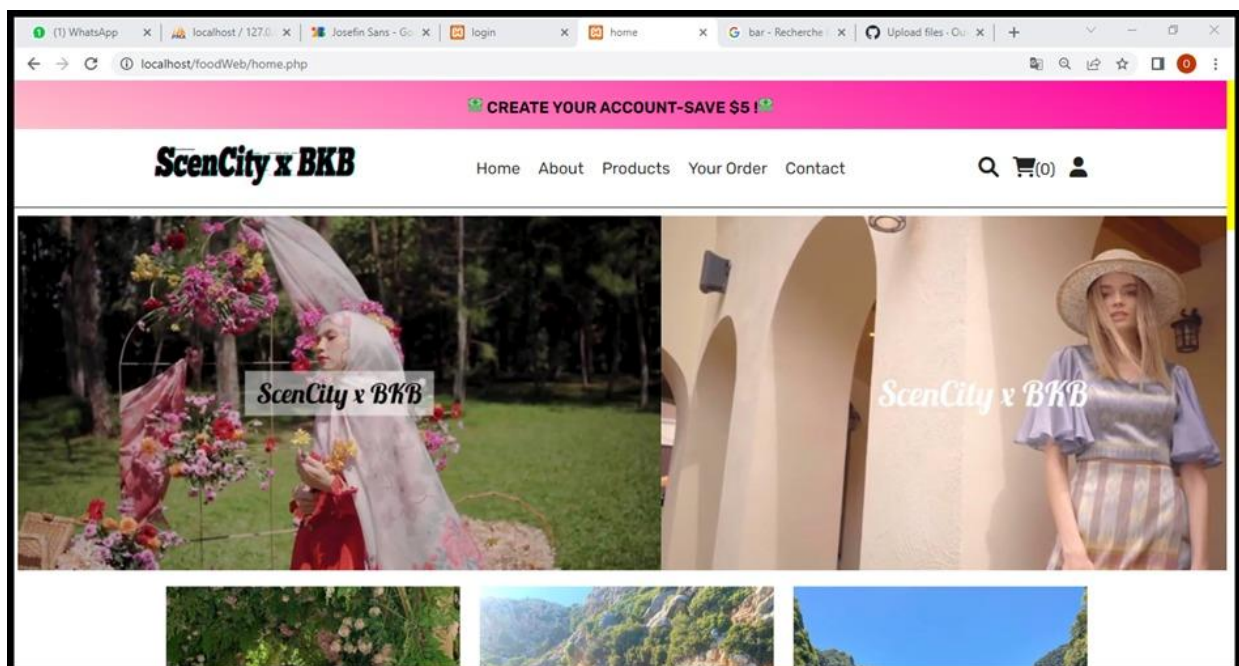 (1) WhatsApp
localhost / 127.0.
Josefin Sans - Go
login
home
bar - Recherche
Upload files · Ou
localhost/foodWeb/home.php
O
CREATE YOUR ACCOUNT-SAVE $5 !
ScenCity x BKB
Home About Products Your Order Contact
(0)
ScenCity x BKB
ScenCity x BKB